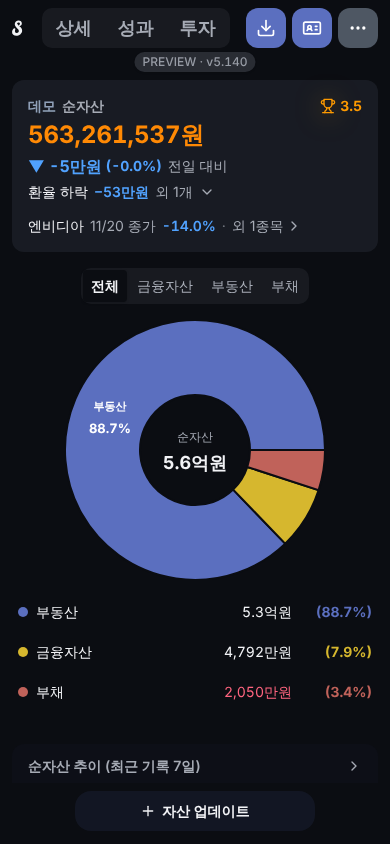 상세 성과 투자
PREVIEW · v5.140
데모 순자산 3.5
563,261,537원
▼ -5만원 (-0.0%) 전일 대비
환율 하락 −53만원 외 1개
엔비디아 11/20 종가 -14.0% · 외 1종목
전체 금융자산 부동산 부채
부동산
88.7%
순자산
5.6억원
부동산 5.3억원 (88.7%)
금융자산 4,792만원 (7.9%)
부채 2,050만원 (3.4%)
순자산 추이 (최근 기록 7일)
+ 자산 업데이트